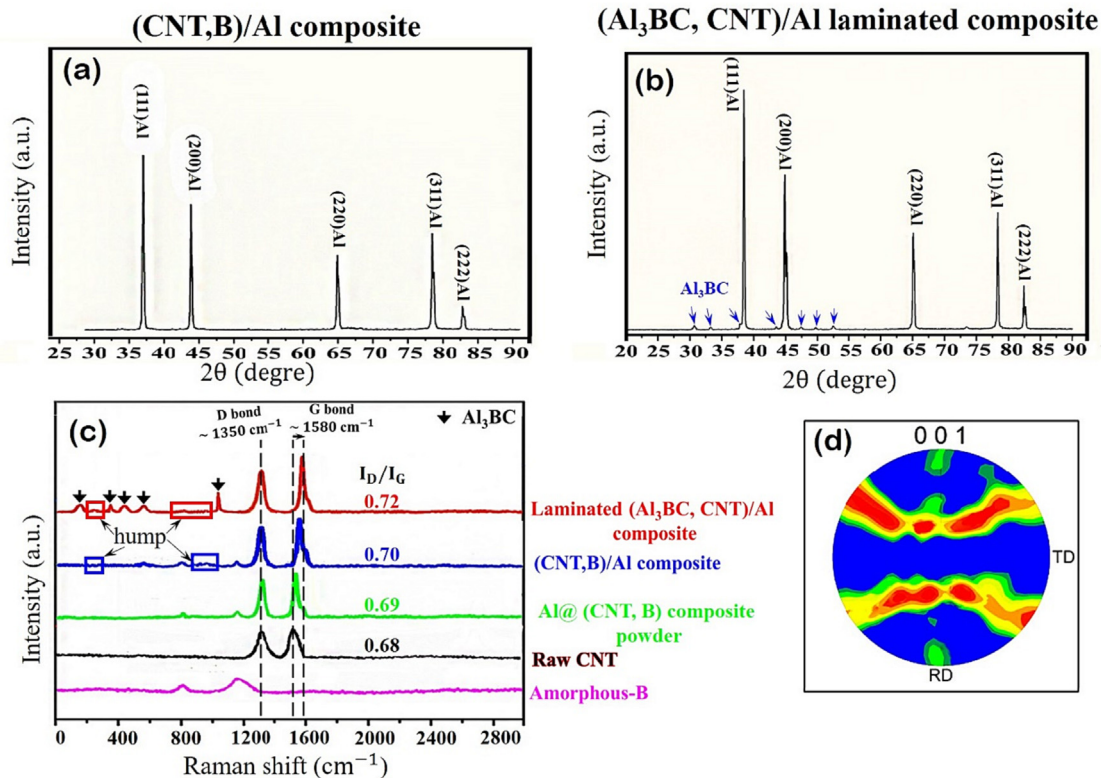 (CNT,B)/Al composite
(Al₃BC, CNT)/Al laminated composite
(a)
(111)Al
(200)Al
(220)Al
(311)Al
(222)Al
Intensity (a.u.)
25 30 35 40 45 50 55 60 65 70 75 80 85 90
2θ (degre)
(b)
(111)Al
(200)Al
(220)Al
(311)Al
(222)Al
Al₃BC
Intensity (a.u.)
20 25 30 35 40 45 50 55 60 65 70 75 80 85 90
2θ (degre)
(c)
D bond
~ 1350 cm⁻¹
G bond
~ 1580 cm⁻¹
Al₃BC
I_D/I_G
0.72
hump
0.70
0.69
0.68
Laminated (Al₃BC, CNT)/Al
composite
(CNT,B)/Al composite
Al@ (CNT, B) composite
powder
Raw CNT
Amorphous-B
Intensity (a.u.)
0 400 800 1200 1600 2000 2400 2800
Raman shift (cm⁻¹)
(d)
0 0 1
TD
RD